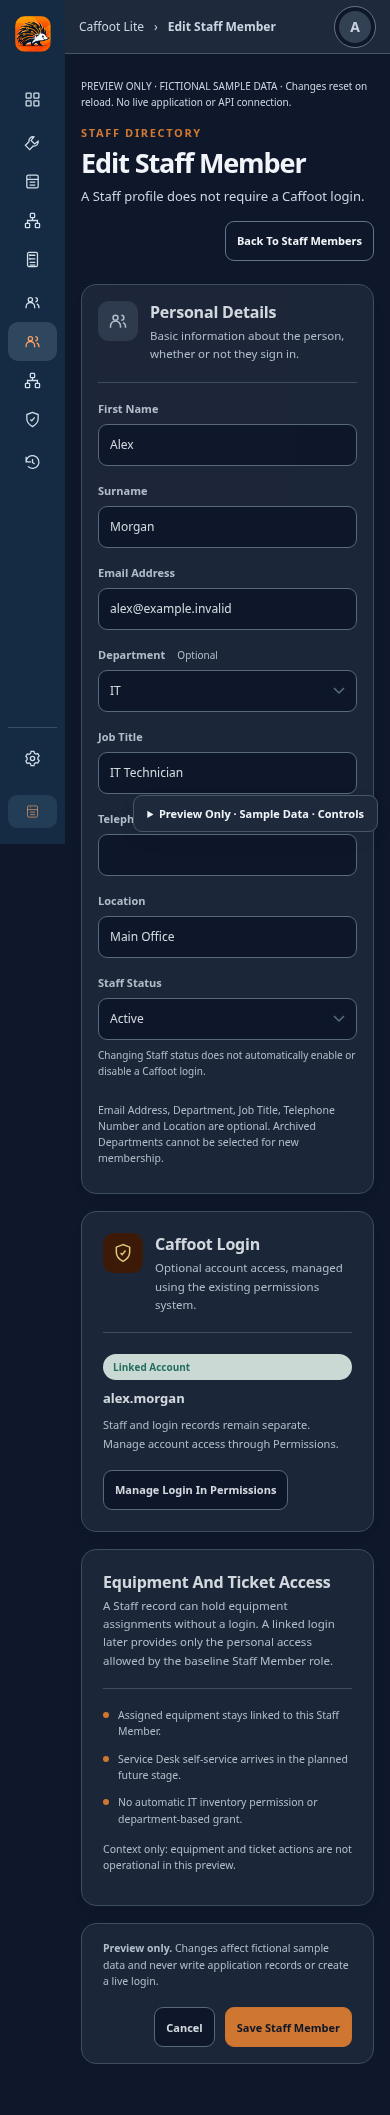 Caffoot Lite › Edit Staff Member
A
PREVIEW ONLY · FICTIONAL SAMPLE DATA · Changes reset on
reload. No live application or API connection.
STAFF DIRECTORY
Edit Staff Member
A Staff profile does not require a Caffoot login.
Back To Staff Members
Personal Details
Basic information about the person,
whether or not they sign in.
First Name
Alex
Surname
Morgan
Email Address
alex@example.invalid
Department Optional
IT
Job Title
IT Technician
Preview Only · Sample Data · Controls
Location
Main Office
Staff Status
Active
Changing Staff status does not automatically enable or
disable a Caffoot login.
Email Address, Department, Job Title, Telephone
Number and Location are optional. Archived
Departments cannot be selected for new
membership.
Caffoot Login
Optional account access, managed
using the existing permissions
system.
Linked Account
alex.morgan
Staff and login records remain separate.
Manage account access through Permissions.
Manage Login In Permissions
Equipment And Ticket Access
A Staff record can hold equipment
assignments without a login. A linked login
later provides only the personal access
allowed by the baseline Staff Member role.
Assigned equipment stays linked to this Staff
Member.
Service Desk self-service arrives in the planned
future stage.
No automatic IT inventory permission or
department-based grant.
Context only: equipment and ticket actions are not
operational in this preview.
Preview only. Changes affect fictional sample
data and never write application records or create
a live login.
Cancel
Save Staff Member